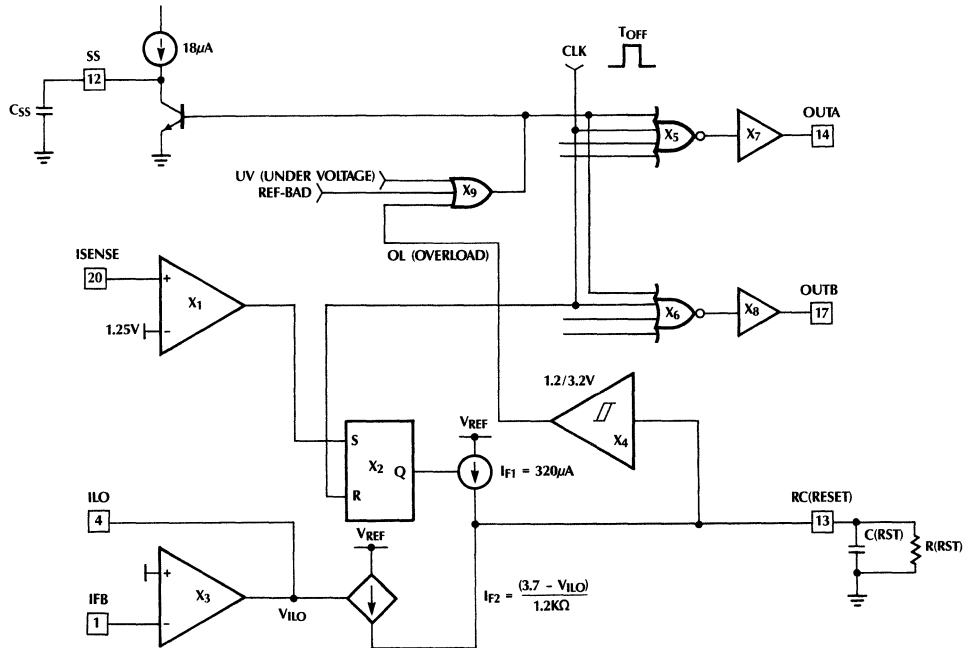 18μA
SS
12
CSS
TOFF
CLK
X5
X7
OUTA
14
UV (UNDER VOLTAGE)
REF-BAD
X9
OL (OVERLOAD)
ISENSE
20
+
X1
1.25V
−
X6
X8
OUTB
17
1.2/3.2V
X4
S
X2
Q
R
VREF
IF1 = 320μA
RC(RESET)
13
C(RST)
R(RST)
ILO
4
VREF
+
X3
IFB
1
−
VILO
IF2 = (3.7 − VILO)
1.2KΩ